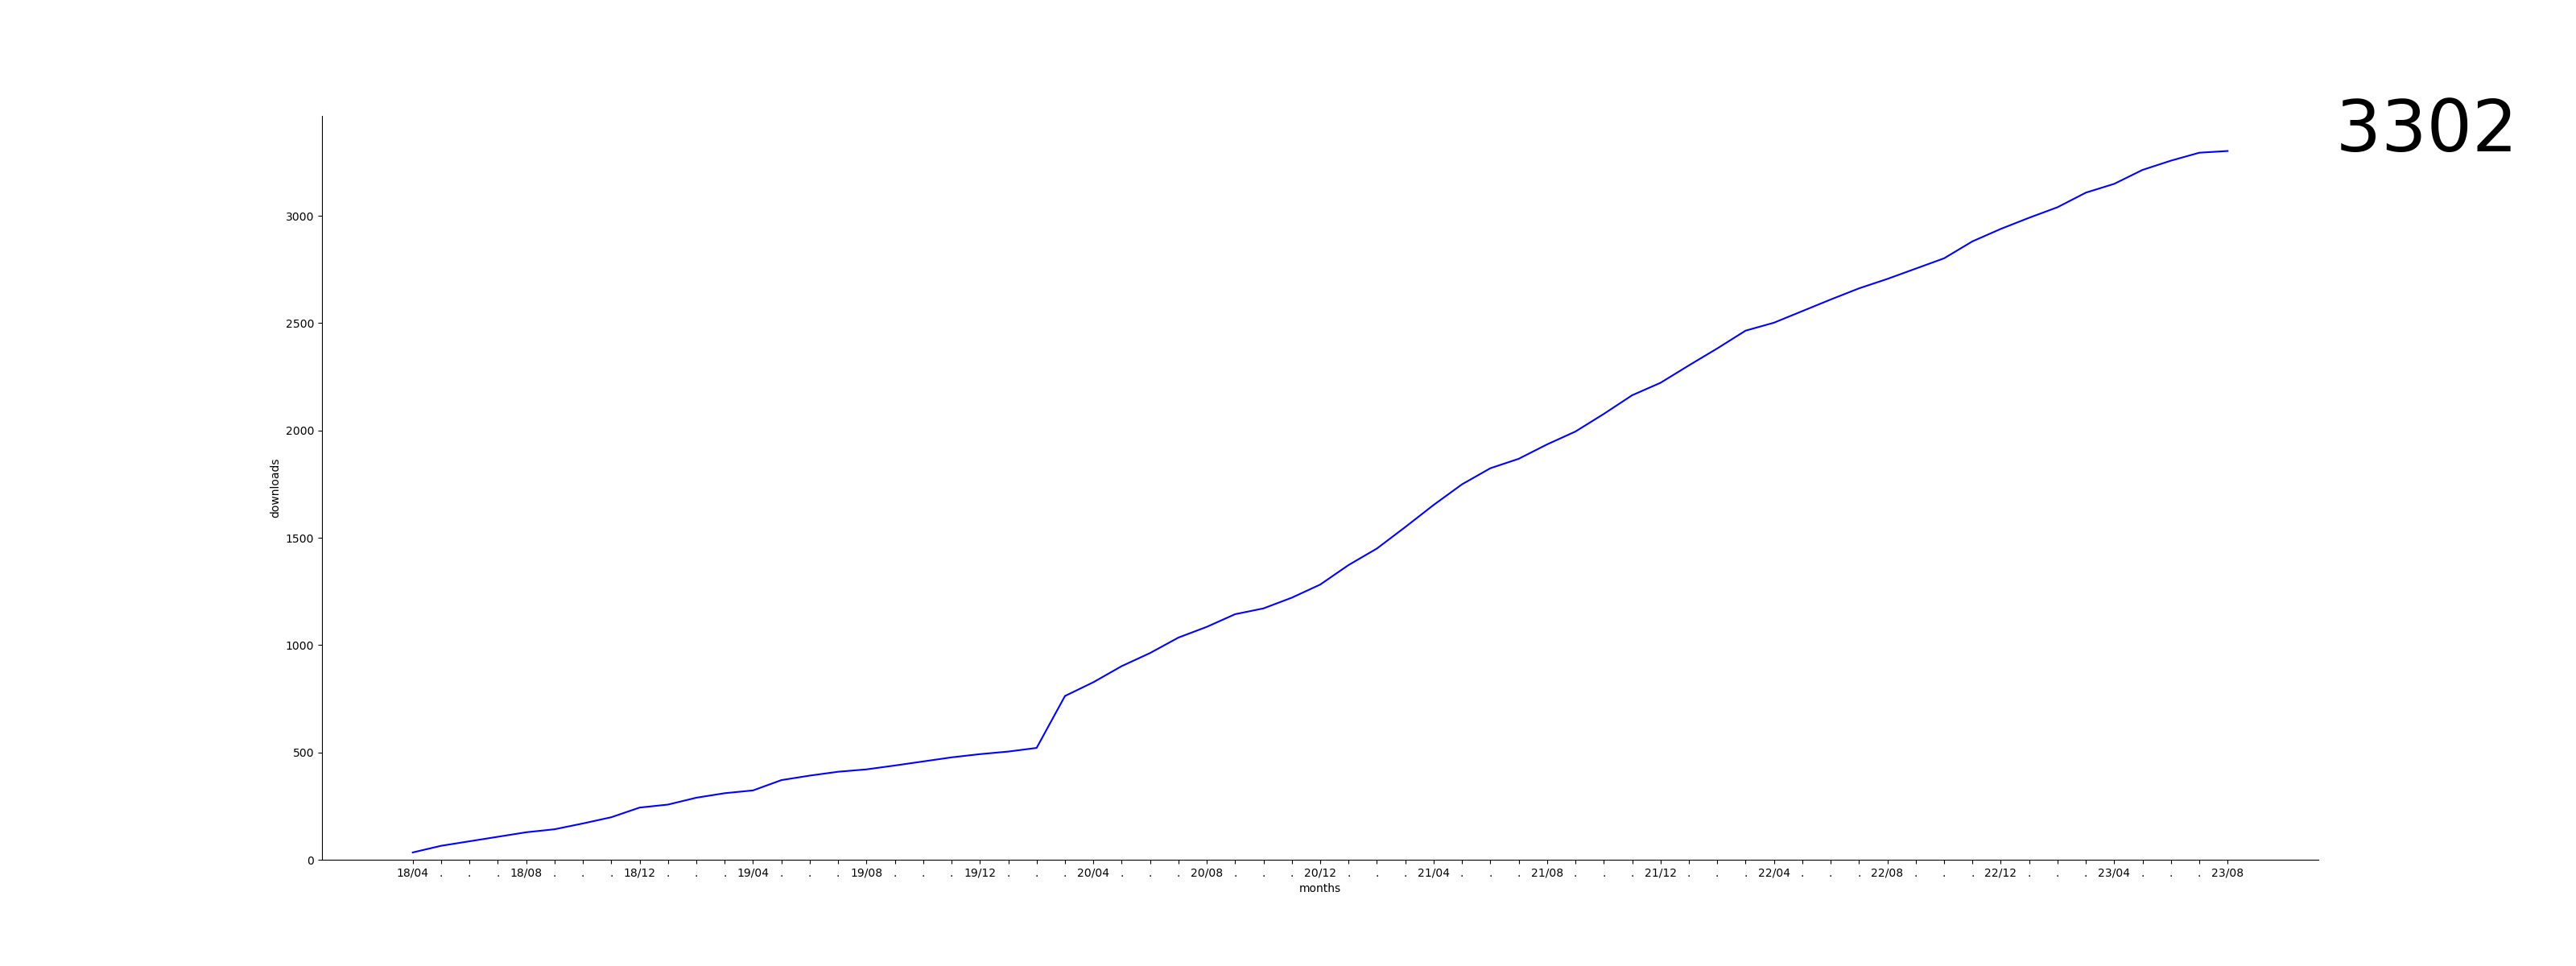 3302
3000
2500
2000
1500
1000
500
0
downloads
18/04 . . . 18/08 . . . 18/12 . . . 19/04 . . . 19/08 . . . 19/12 . . . 20/04 . . . 20/08 . . . 20/12 . . . 21/04 . . . 21/08 . . . 21/12 . . . 22/04 . . . 22/08 . . . 22/12 . . . 23/04 . . . 23/08
months